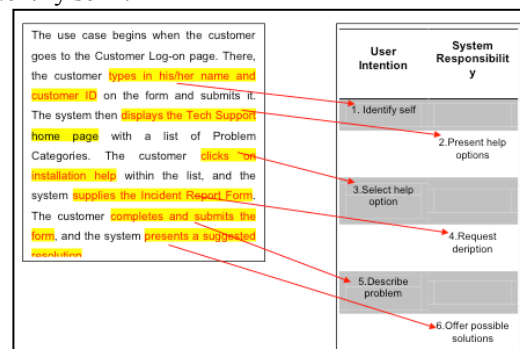 The use case begins when the customer
goes to the Customer Log-on page. There,
the customer types in his/her name and
customer ID on the form and submits it.
The system then displays the Tech Support
home page with a list of Problem
Categories. The customer clicks on
installation help within the list, and the
system supplies the Incident Report Form.
The customer completes and submits the
form, and the system presents a suggested
resolution
User
Intention
System
Responsibilit
y
1. Identify self
2.Present help
options
3.Select help
option
4.Request
deription
5.Describe
problem
6.Offer possible
solutions